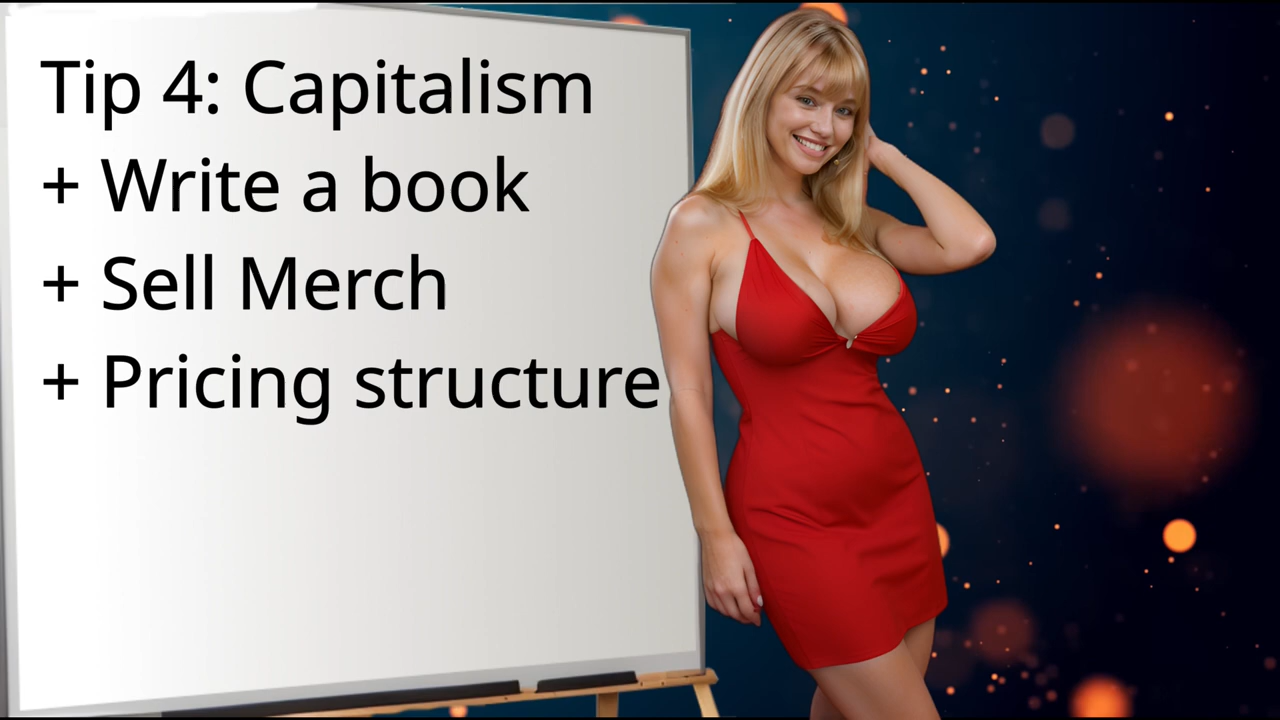 Tip 4: Capitalism
+ Write a book
+ Sell Merch
+ Pricing structure